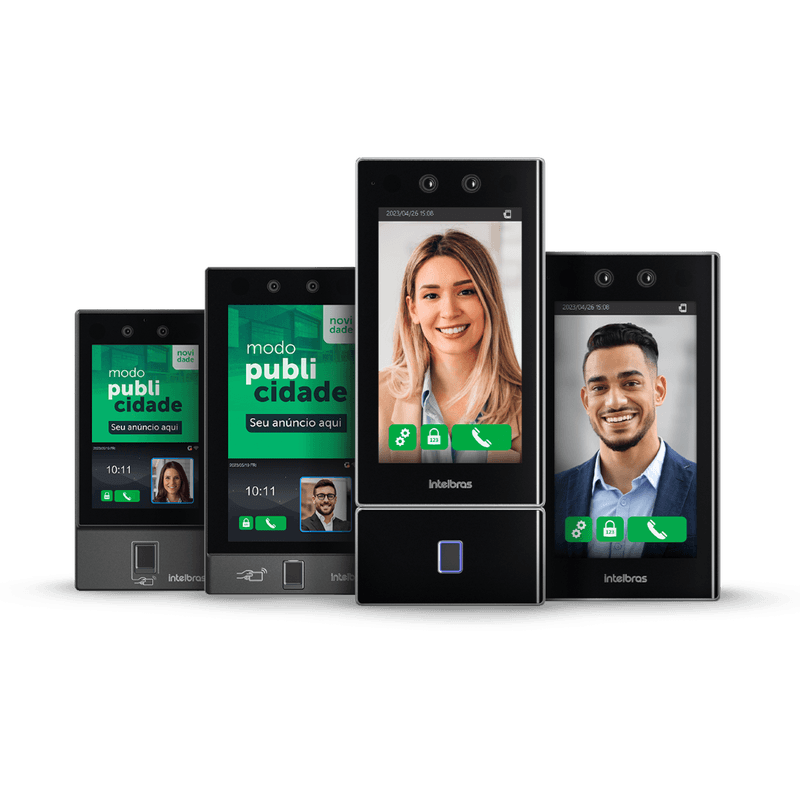 novi
dade
modo
publi
cidade
Seu anúncio aqui
10:11
intelbras
novi
dade
modo
publi
cidade
Seu anúncio aqui
10:11
intelb
2023/04/26 15:08
123
intelbras
2023/04/26 15:08
123
intelbras